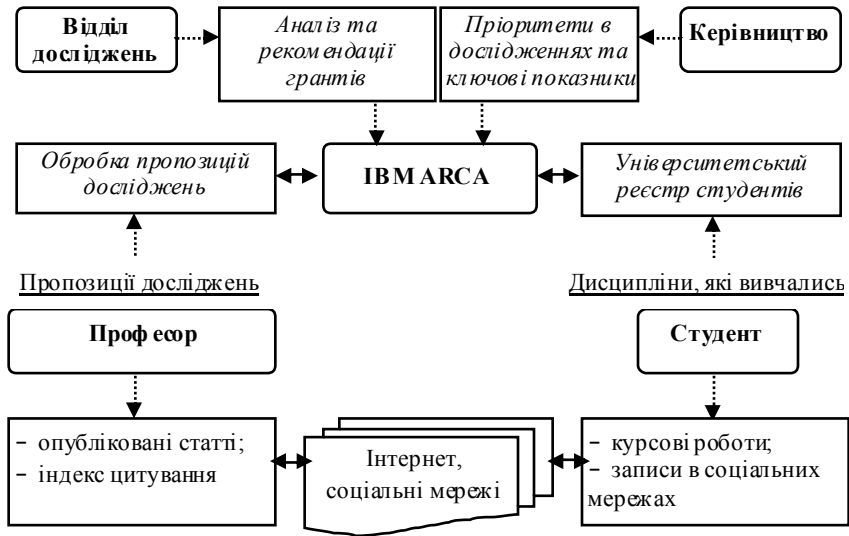 Відділ
досліджень
Аналіз та
рекомендації
грантів
Пріоритети в
дослідженнях та
ключові показники
Керівництво
Обробка пропозицій
досліджень
IBM ARCA
Університетський
реєстр студентів
Пропозиції досліджень
Дисципліни, які вивчались
Професор
Студент
− опубліковані статті;
− індекс цитування
Інтернет,
соціальні мережі
− курсові роботи;
− записи в соціальних
мережах